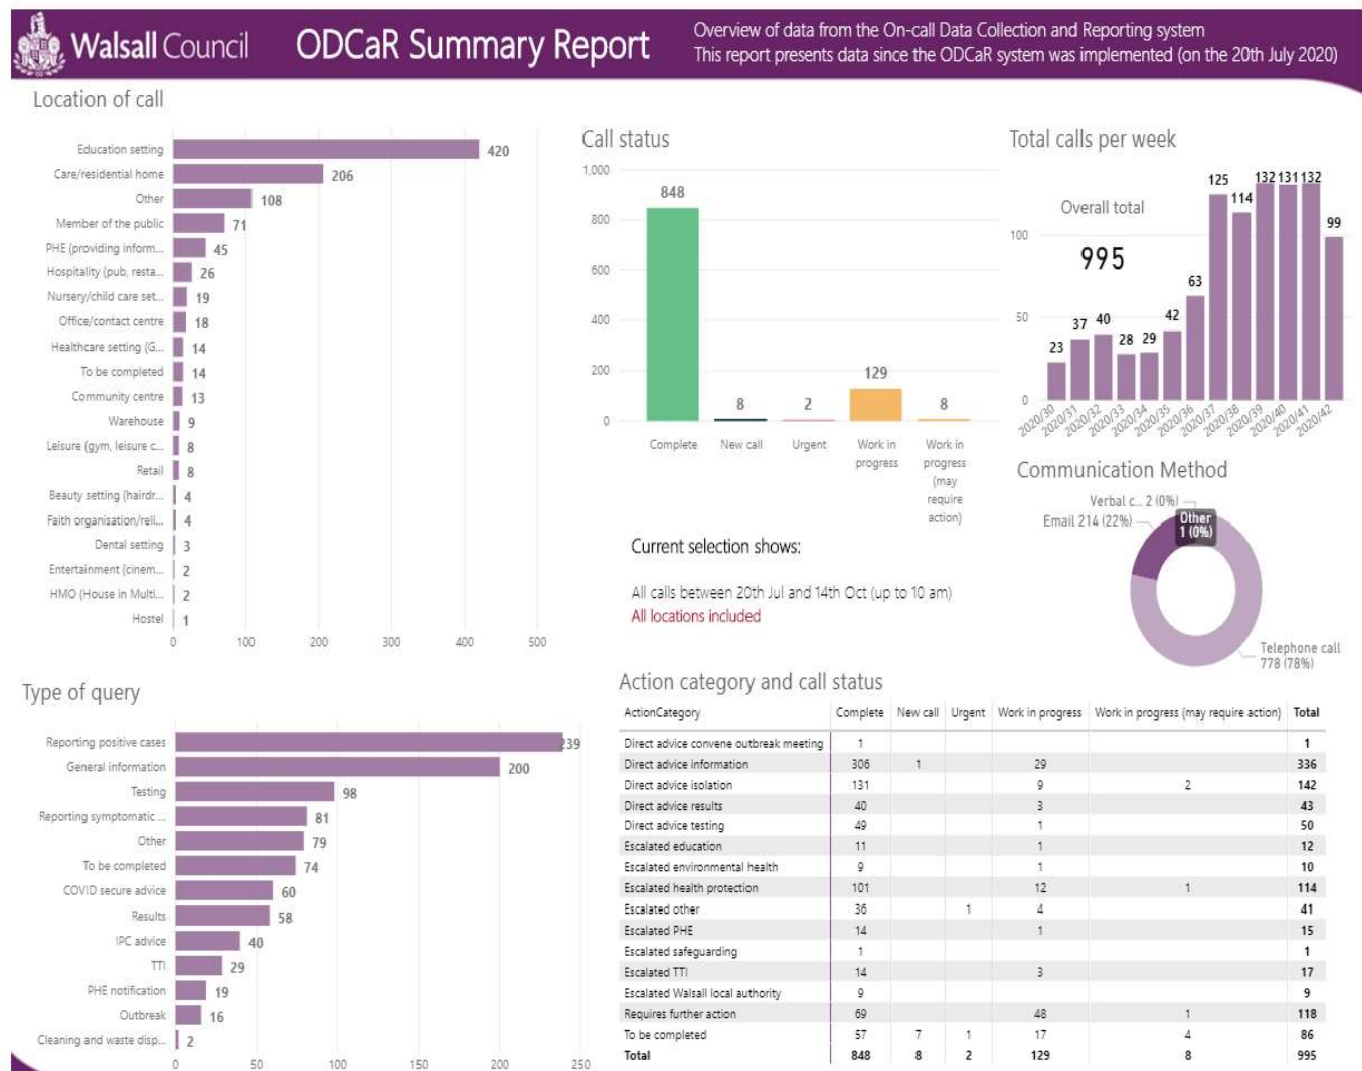 Walsall Council
ODCaR Summary Report
Overview of data from the On-call Data Collection and Reporting system
This report presents data since the ODCaR system was implemented (on the 20th July 2020)
Location of call
Education setting 420
Care/residential home 206
Other 108
Member of the public 71
PHE (providing inform... 45
Hospitality (pub, resta... 26
Nursery/child care set... 19
Office/contact centre 18
Healthcare setting (G... 14
To be completed 14
Community centre 13
Warehouse 9
Leisure (gym, leisure c... 8
Retail 8
Beauty setting (hairdr... 4
Faith organisation/reli... 4
Dental setting 3
Entertainment (cinem... 2
HMO (House in Multi... 2
Hostel 1
0 100 200 300 400 500
Call status
1,000
800
600
400
200
0
848 8 2 129 8
Complete New call Urgent Work in progress Work in progress (may require action)
Current selection shows:
All calls between 20th Jul and 14th Oct (up to 10 am)
All locations included
Total calls per week
Overall total
995
100
50
0
23 37 40 28 29 42 63 125 114 132 131 132 99
2020/30 2020/31 2020/32 2020/33 2020/34 2020/35 2020/36 2020/37 2020/38 2020/39 2020/40 2020/41 2020/42
Communication Method
Verbal c... 2 (0%)
Email 214 (22%)
Other
1 (0%)
Telephone call
778 (78%)
Type of query
Reporting positive cases 239
General information 200
Testing 98
Reporting symptomatic ... 81
Other 79
To be completed 74
COVID secure advice 60
Results 58
IPC advice 40
TTI 29
PHE notification 19
Outbreak 16
Cleaning and waste disp... 2
0 50 100 150 200 250
Action category and call status
ActionCategory Complete New call Urgent Work in progress Work in progress (may require action) Total
Direct advice convene outbreak meeting 1 1
Direct advice information 306 1 29 336
Direct advice isolation 131 9 2 142
Direct advice results 40 3 43
Direct advice testing 49 1 50
Escalated education 11 1 12
Escalated environmental health 9 1 10
Escalated health protection 101 12 1 114
Escalated other 36 1 4 41
Escalated PHE 14 1 15
Escalated safeguarding 1 1
Escalated TTI 14 3 17
Escalated Walsall local authority 9 9
Requires further action 69 48 1 118
To be completed 57 7 1 17 4 86
Total 848 8 2 129 8 995